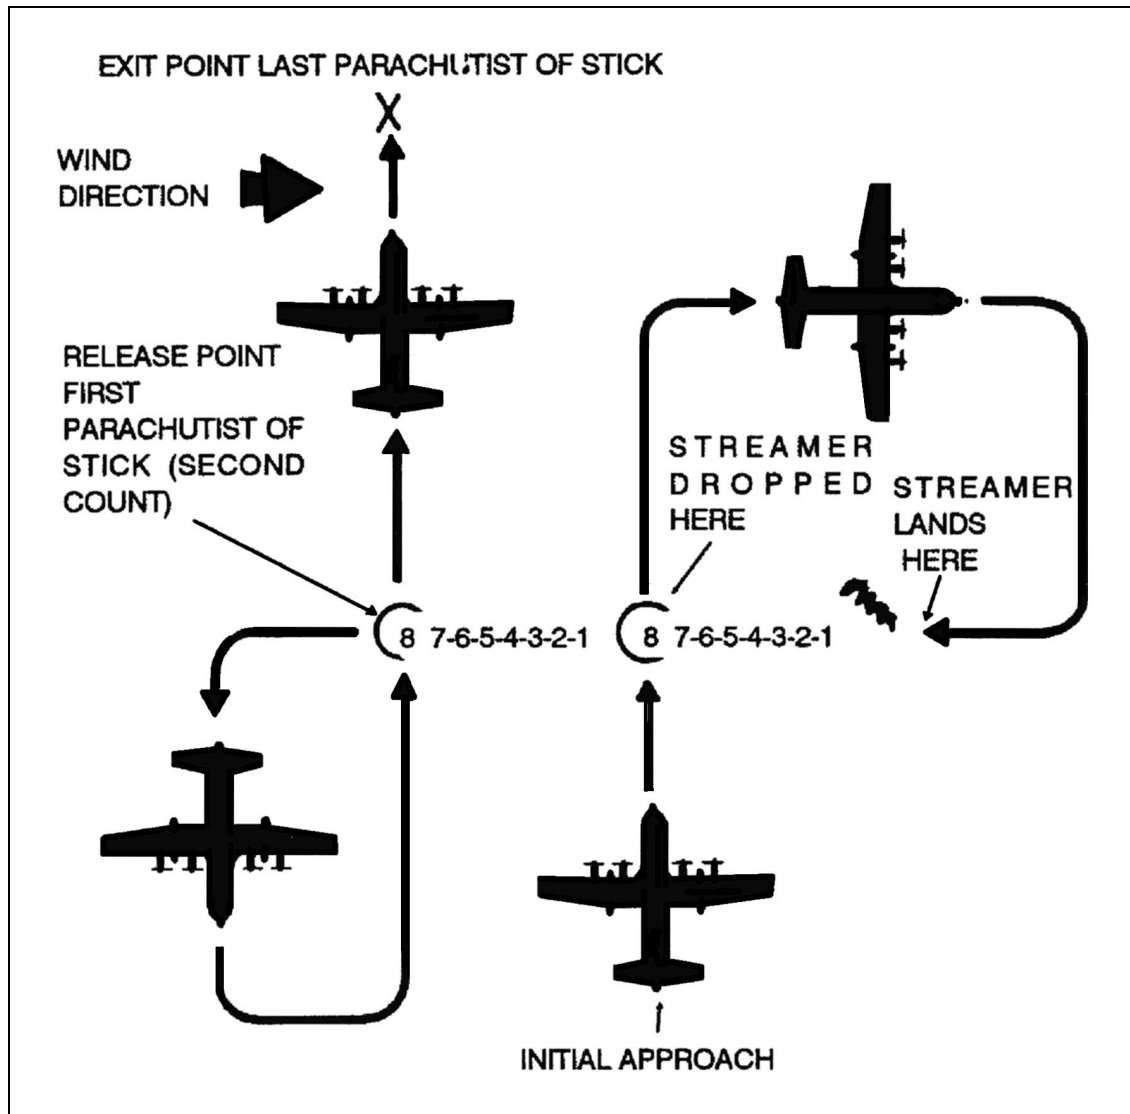 EXIT POINT LAST PARACHUTIST OF STICK
WIND
DIRECTION
RELEASE POINT
FIRST
PARACHUTIST OF
STICK (SECOND
COUNT)
STREAMER
DROPPED
HERE
STREAMER
LANDS
HERE
8 7-6-5-4-3-2-1
8 7-6-5-4-3-2-1
INITIAL APPROACH